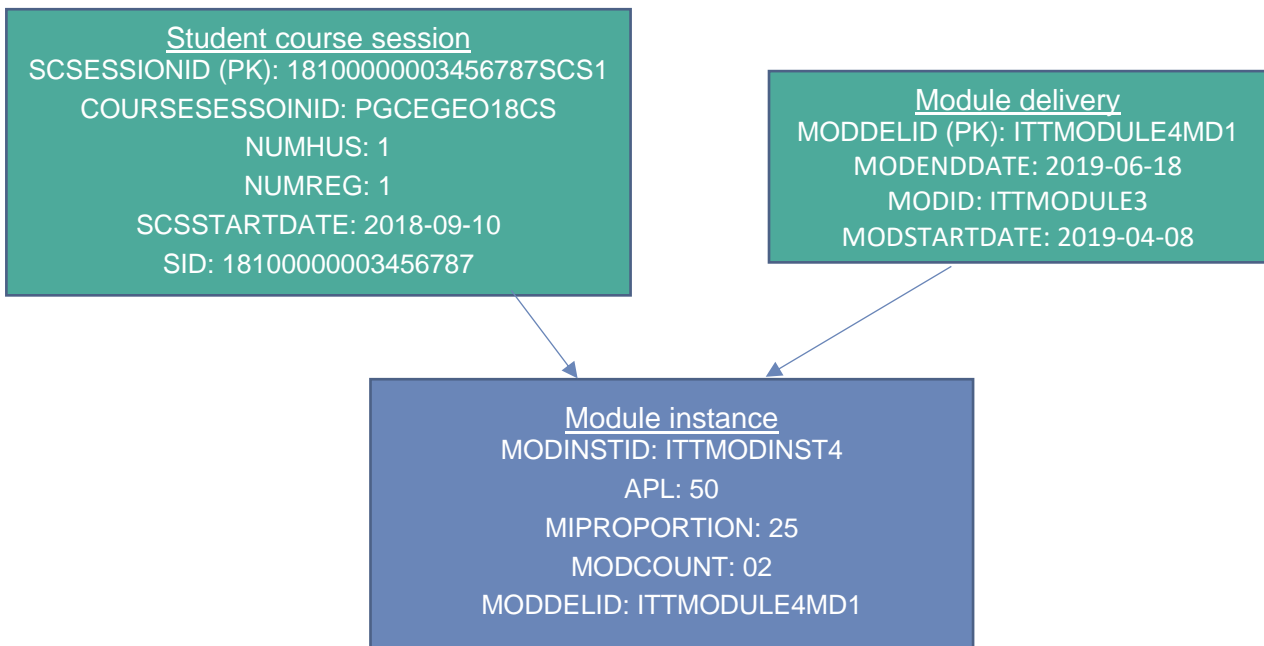 Student course session
SCSESSIONID (PK): 18100000003456787SCS1
COURSESESSOINID: PGCEGEO18CS
NUMHUS: 1
NUMREG: 1
SCSSTARTDATE: 2018-09-10
SID: 18100000003456787
Module delivery
MODDELID (PK): ITTMODULE4MD1
MODENDDATE: 2019-06-18
MODID: ITTMODULE3
MODSTARTDATE: 2019-04-08
Module instance
MODINSTID: ITTMODINST4
APL: 50
MIPROPORTION: 25
MODCOUNT: 02
MODDELID: ITTMODULE4MD1